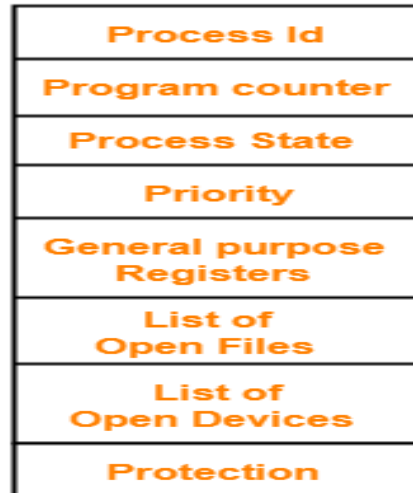 Process Id
Program counter
Process State
Priority
General purpose
Registers
List of
Open Files
List of
Open Devices
Protection